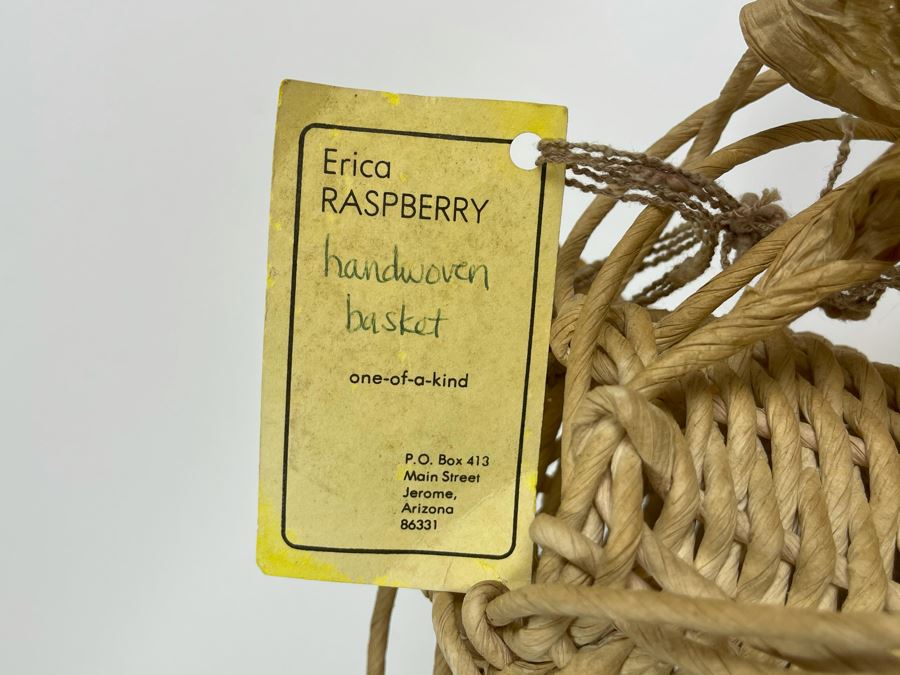 Erica
RASPBERRY
handwoven
basket
one-of-a-kind
P.O. Box 413
Main Street
Jerome,
Arizona
86331